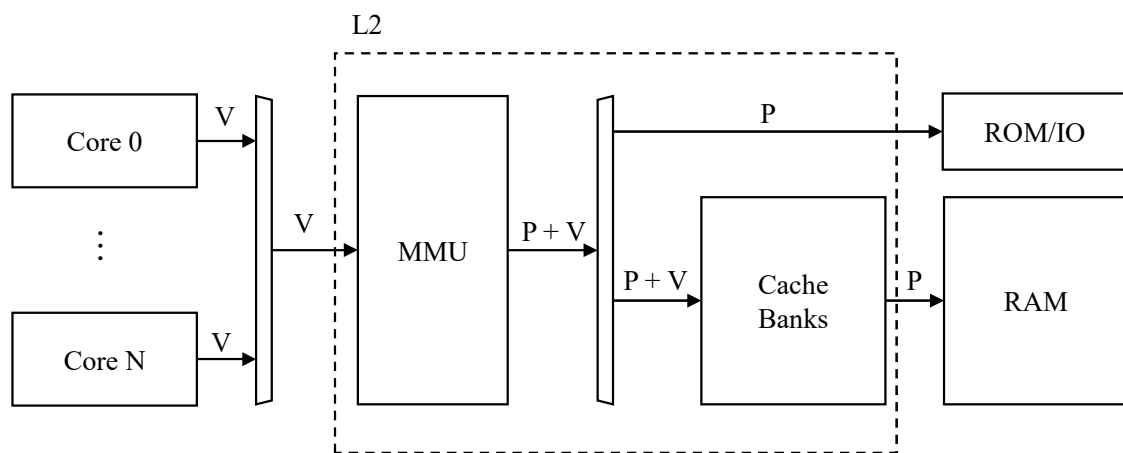 L2
V
Core 0
P
ROM/IO
V
MMU
P + V
P + V
Cache
Banks
P
RAM
⋮
V
Core N